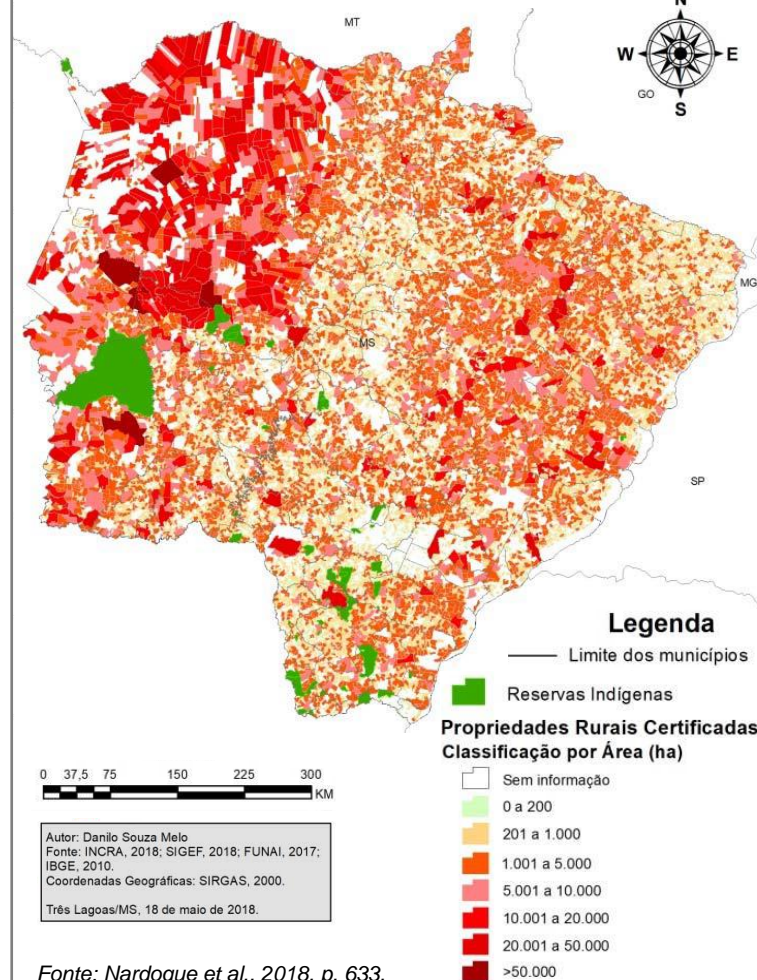 MT
N
W
E
GO
S
MG
MS
SP
Legenda
Limite dos municípios
Reservas Indígenas
Propriedades Rurais Certificadas
Classificação por Área (ha)
Sem informação
0 a 200
201 a 1.000
1.001 a 5.000
5.001 a 10.000
10.001 a 20.000
20.001 a 50.000
>50.000
0 37,5 75 150 225 300
KM
Autor: Danilo Souza Melo
Fonte: INCRA, 2018; SIGEF, 2018; FUNAI, 2017;
IBGE, 2010.
Coordenadas Geográficas: SIRGAS, 2000.
Três Lagoas/MS, 18 de maio de 2018.
Fonte: Nardoque et al., 2018, p. 633.